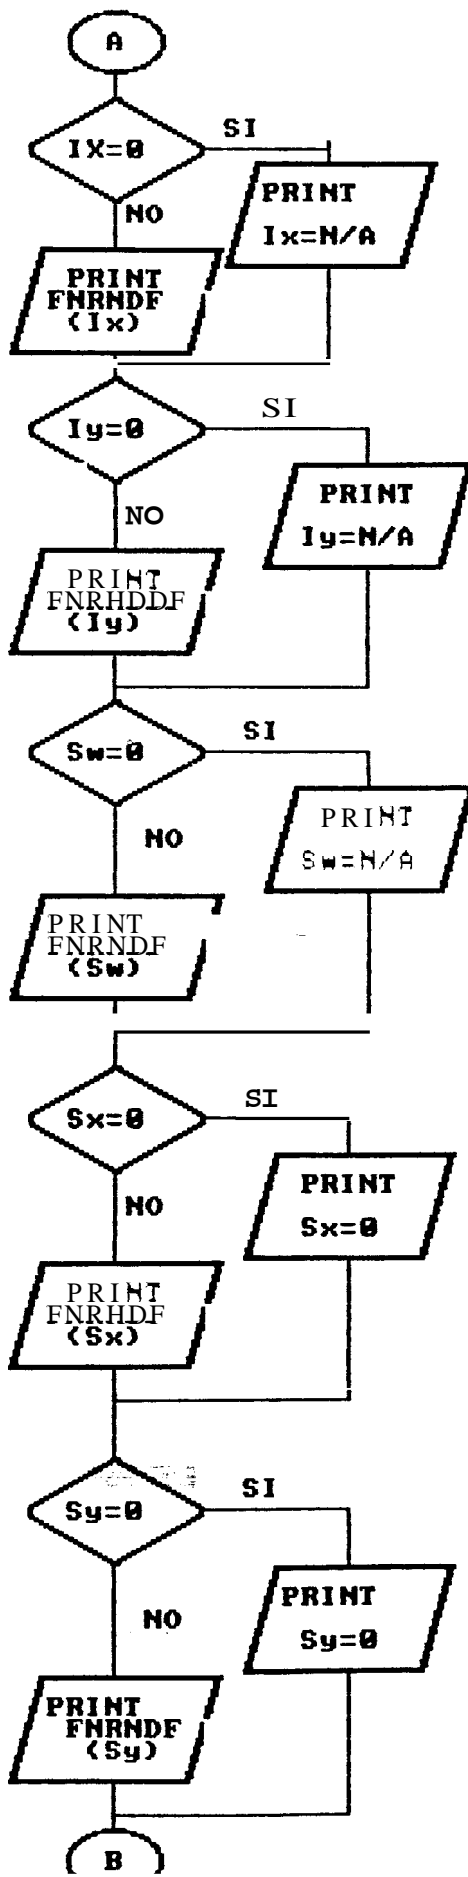 A
IX=0
SI
PRINT
Ix=N/A
NO
PRINT
FNRNDF
(Ix)
Iy=0
SI
PRINT
Iy=N/A
NO
PRINT
FNRHDDF
(Iy)
Sw=0
SI
PRINT
Sw=N/A
NO
PRINT
FNRNDF
(Sw)
Sx=0
SI
PRINT
Sx=0
NO
PRINT
FNRHDF
(Sx)
Sy=0
SI
PRINT
Sy=0
NO
PRINT
FNRNDF
(Sy)
B